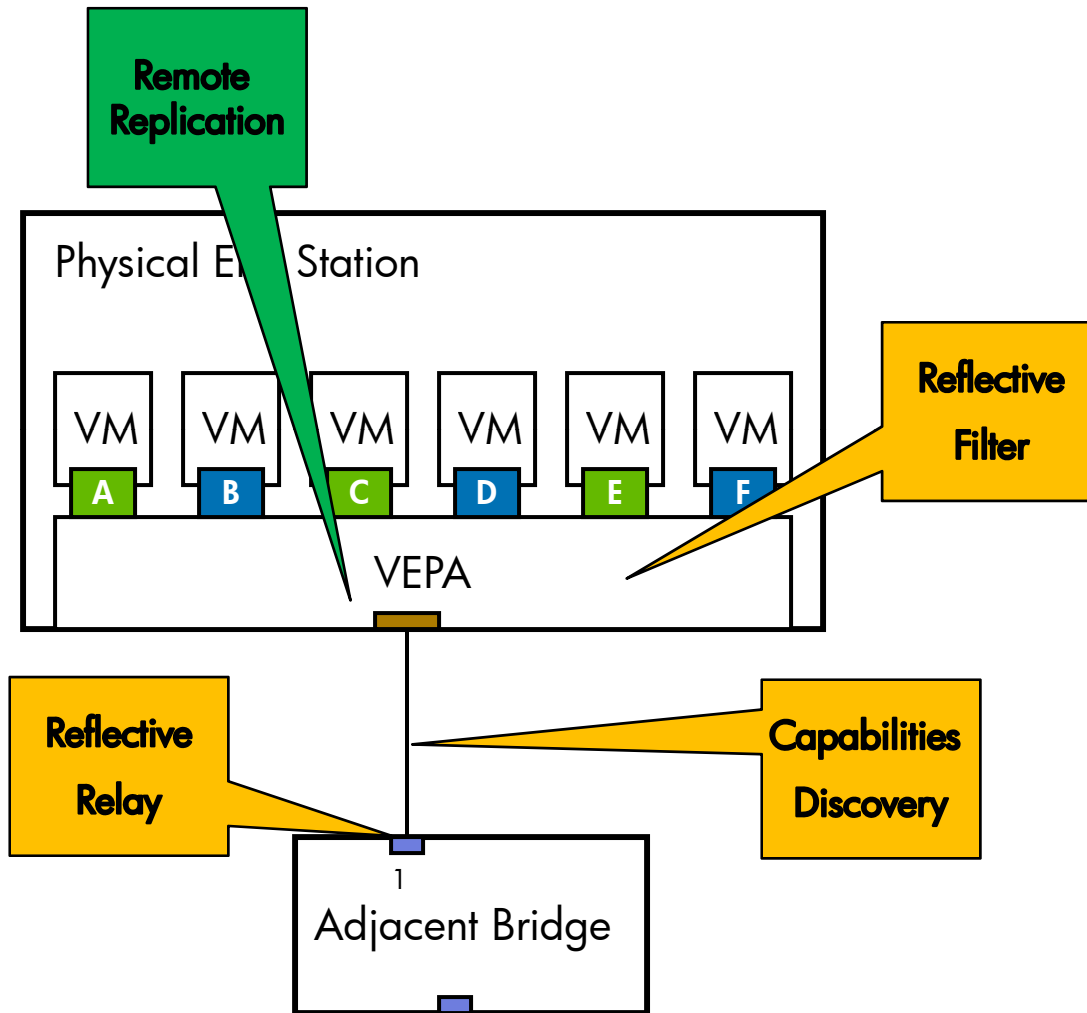 Remote
Replication
Physical E Station
Reflective
Filter
VM VM VM VM VM VM
A B C D E F
VEPA
Reflective
Relay
Capabilities
Discovery
1
Adjacent Bridge